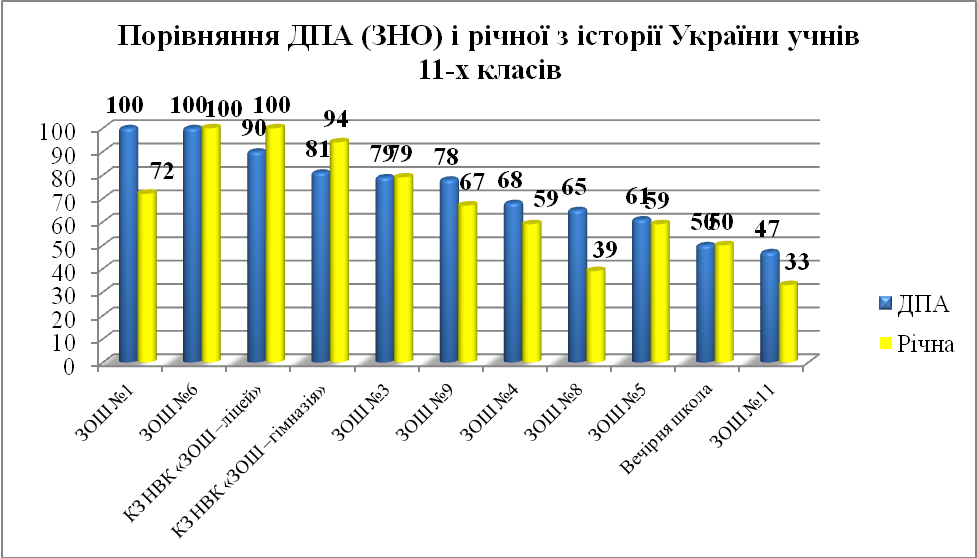 Порівняння ДПА (ЗНО) і річної з історії України учнів
11-х класів
100 72 100 100 90 100 81 94 79 79 78 67 68 59 65 39 61 59 50 50 47 33
100
90
80
70
60
50
40
30
20
10
0
ДПА
Річна
ЗОШ №1
ЗОШ №6
КЗ НВК «ЗОШ –ліцей»
КЗ НВК «ЗОШ –гімназія»
ЗОШ №3
ЗОШ №9
ЗОШ №4
ЗОШ №8
ЗОШ №5
Вечірня школа
ЗОШ №11